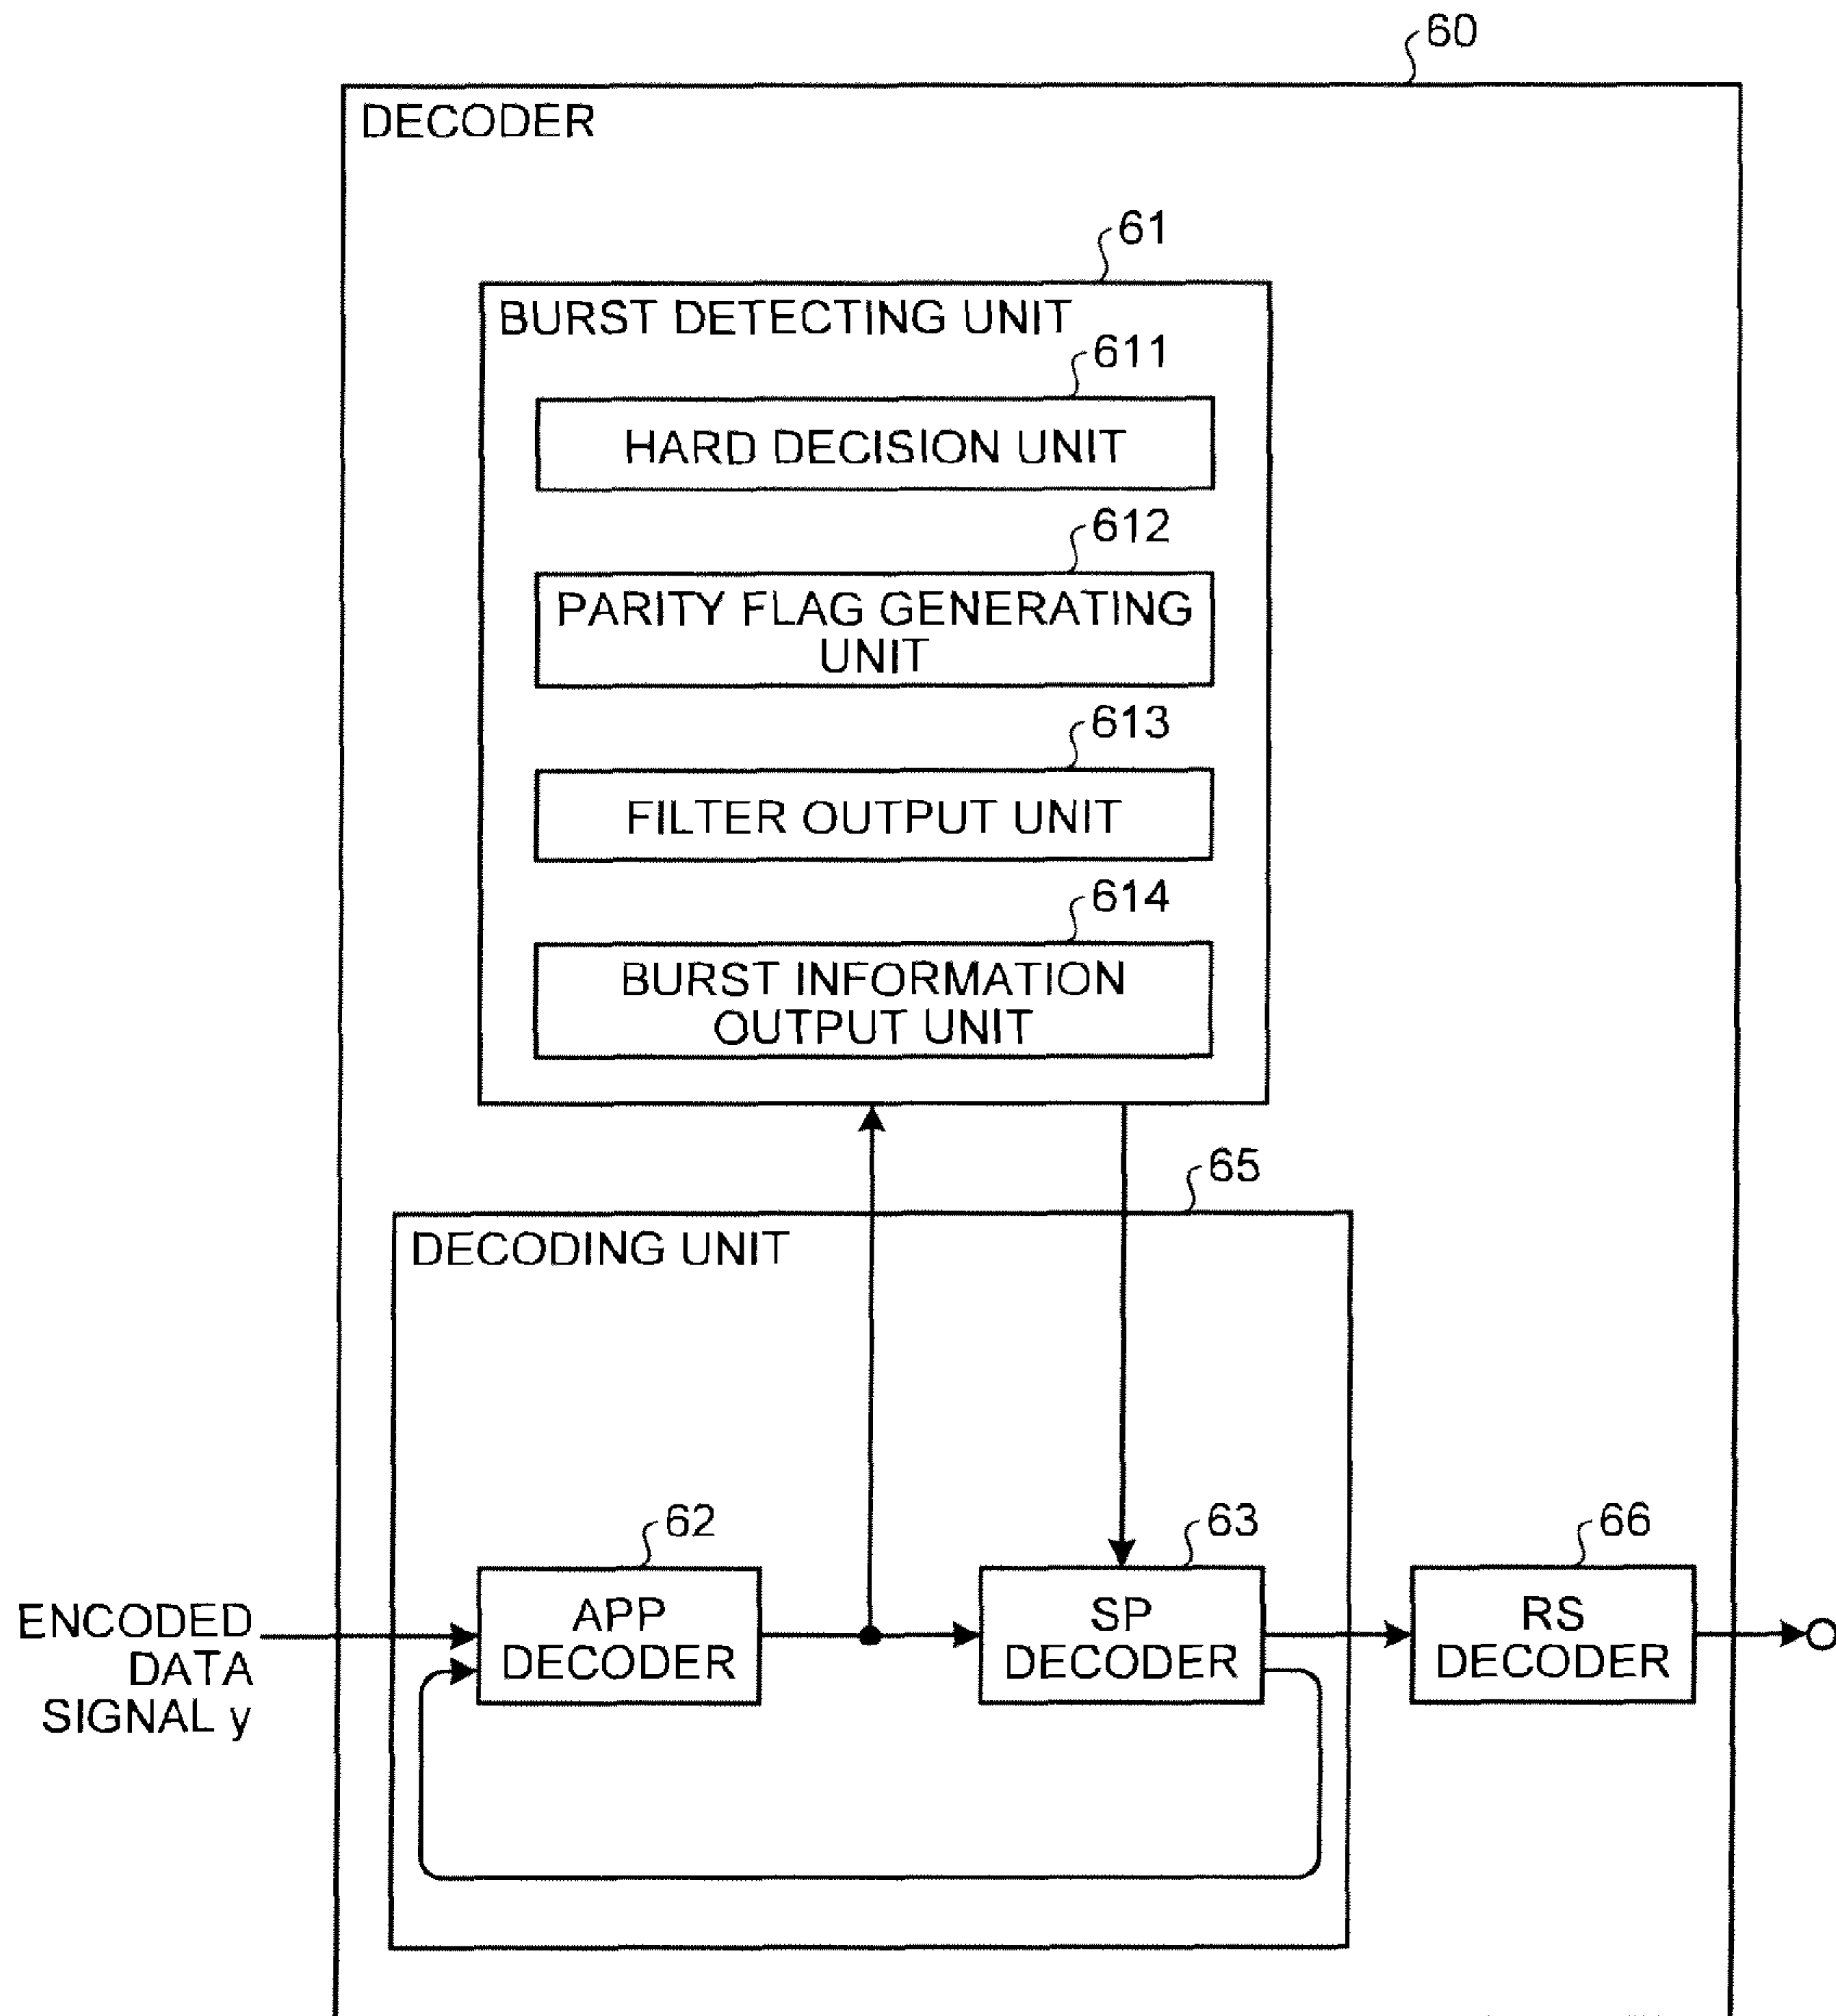 60
DECODER
61
BURST DETECTING UNIT
611
HARD DECISION UNIT
612
PARITY FLAG GENERATING
UNIT
613
FILTER OUTPUT UNIT
614
BURST INFORMATION
OUTPUT UNIT
65
DECODING UNIT
62
APP
DECODER
63
SP
DECODER
66
RS
DECODER
ENCODED
DATA
SIGNAL y